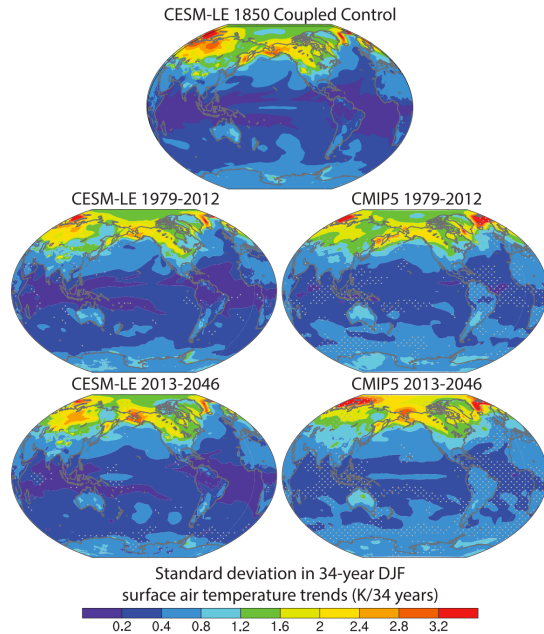 CESM-LE 1850 Coupled Control
CESM-LE 1979-2012
CMIP5 1979-2012
CESM-LE 2013-2046
CMIP5 2013-2046
Standard deviation in 34-year DJF
surface air temperature trends (K/34 years)
0.2 0.4 0.8 1.2 1.6 2 2.4 2.8 3.2